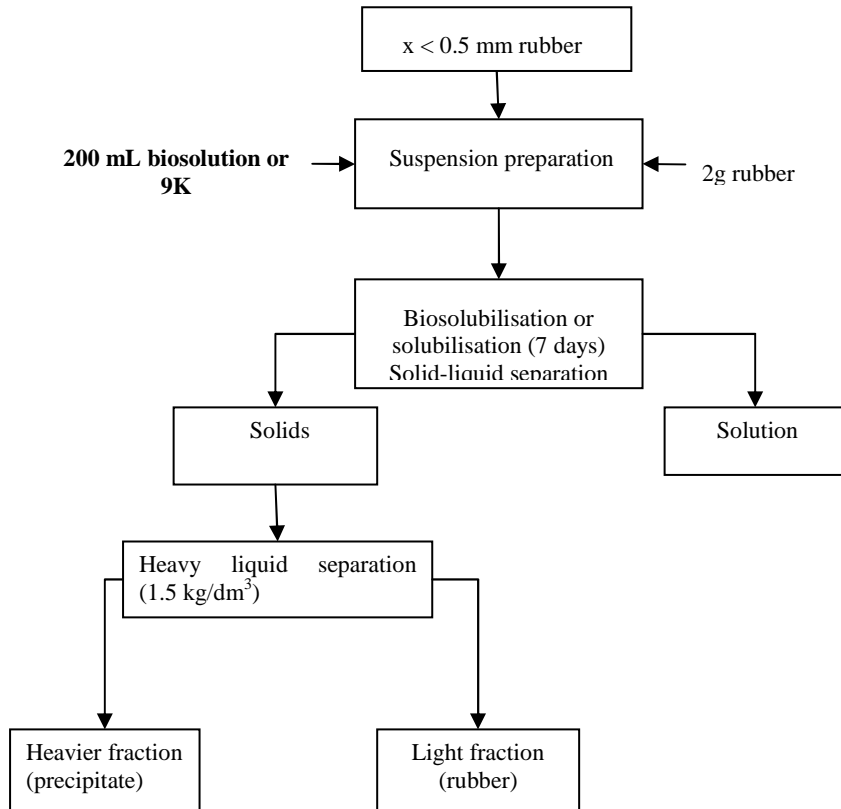 x < 0.5 mm rubber
200 mL biosolution or
9K
Suspension preparation
2g rubber
Biosolubilisation or
solubilisation (7 days)
Solid-liquid separation
Solids
Solution
Heavy liquid separation
(1.5 kg/dm³)
Heavier fraction
(precipitate)
Light fraction
(rubber)